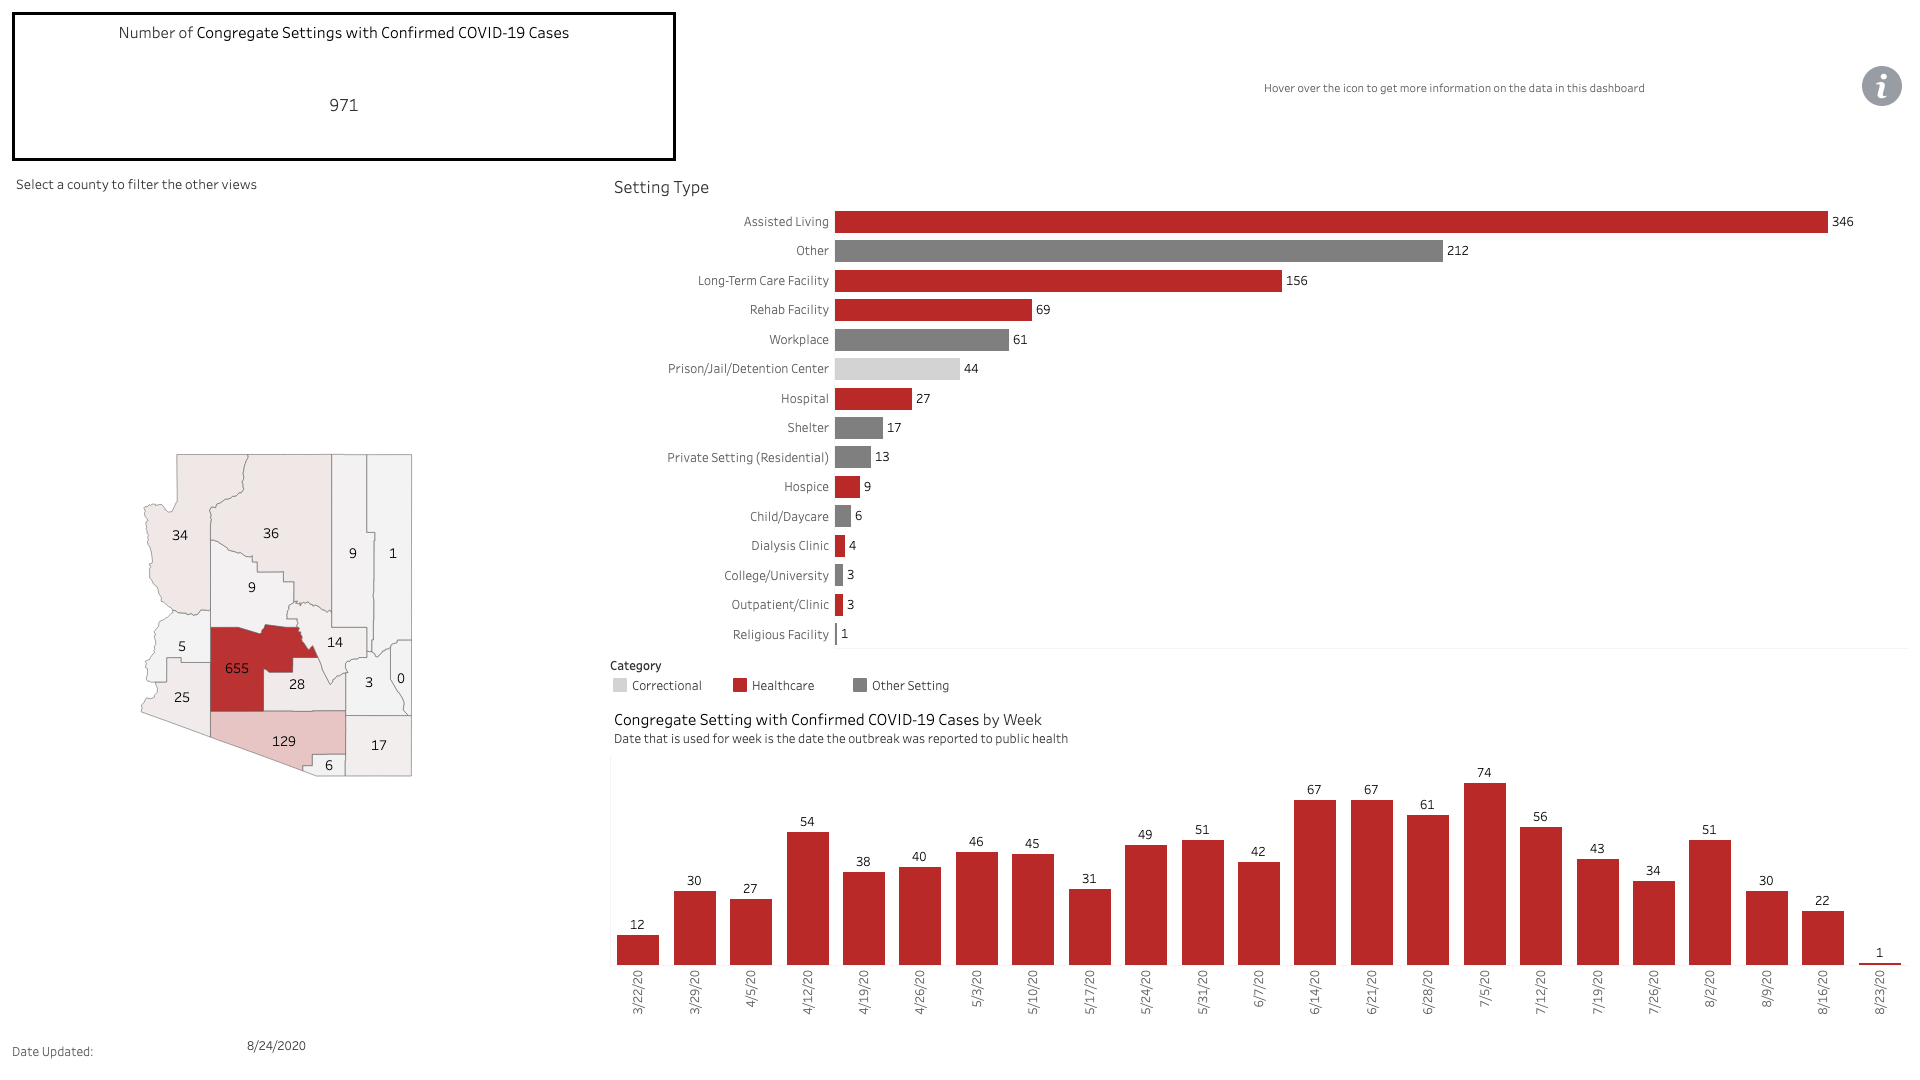 Number of Congregate Settings with Confirmed COVID-19 Cases
971
Hover over the icon to get more information on the data in this dashboard
i
Select a county to filter the other views
34
36
9
1
9
5
14
655
28
3
0
25
129
17
6
Setting Type
Assisted Living 346
Other 212
Long-Term Care Facility 156
Rehab Facility 69
Workplace 61
Prison/Jail/Detention Center 44
Hospital 27
Shelter 17
Private Setting (Residential) 13
Hospice 9
Child/Daycare 6
Dialysis Clinic 4
College/University 3
Outpatient/Clinic 3
Religious Facility 1
Category
Correctional Healthcare Other Setting
Congregate Setting with Confirmed COVID-19 Cases by Week
Date that is used for week is the date the outbreak was reported to public health
12 30 27 54 38 40 46 45 31 49 51 42 67 67 61 74 56 43 34 51 30 22 1
3/22/20 3/29/20 4/5/20 4/12/20 4/19/20 4/26/20 5/3/20 5/10/20 5/17/20 5/24/20 5/31/20 6/7/20 6/14/20 6/21/20 6/28/20 7/5/20 7/12/20 7/19/20 7/26/20 8/2/20 8/9/20 8/16/20 8/23/20
Date Updated: 8/24/2020